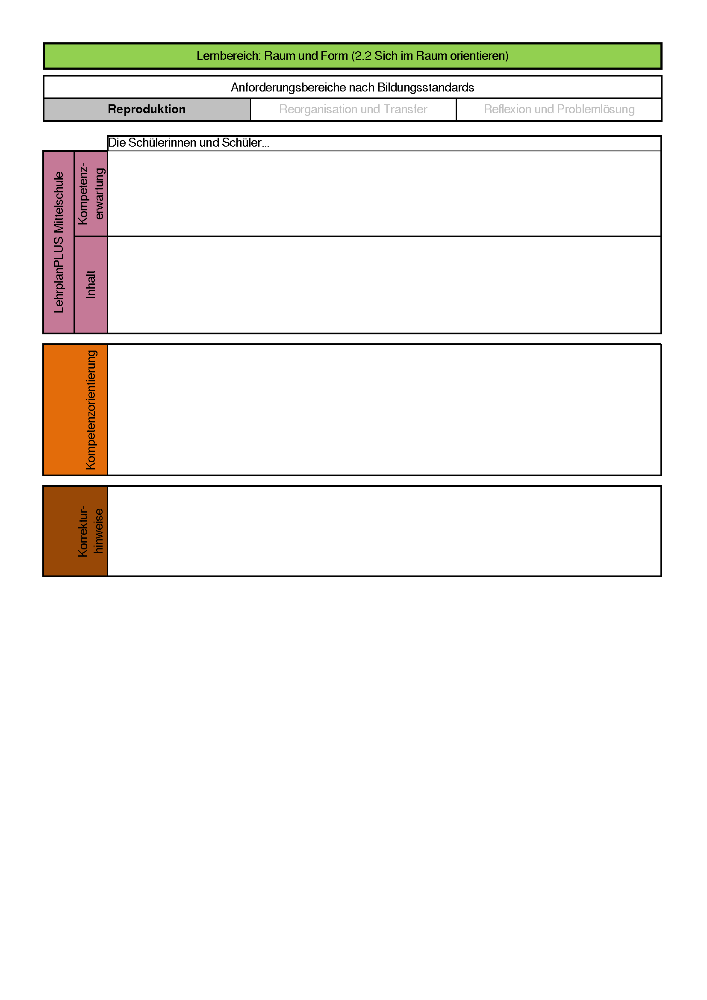 Lernbereich: Raum und Form (2.2 Sich im Raum orientieren)
Anforderungsbereiche nach Bildungsstandards
Reproduktion
Reorganisation und Transfer
Reflexion und Problemlösung
Die Schülerinnen und Schüler...
LehrplanPLUS Mittelschule
Kompetenz-
erwartung
Inhalt
Kompetenzorientierung
Korrektur-
hinweise